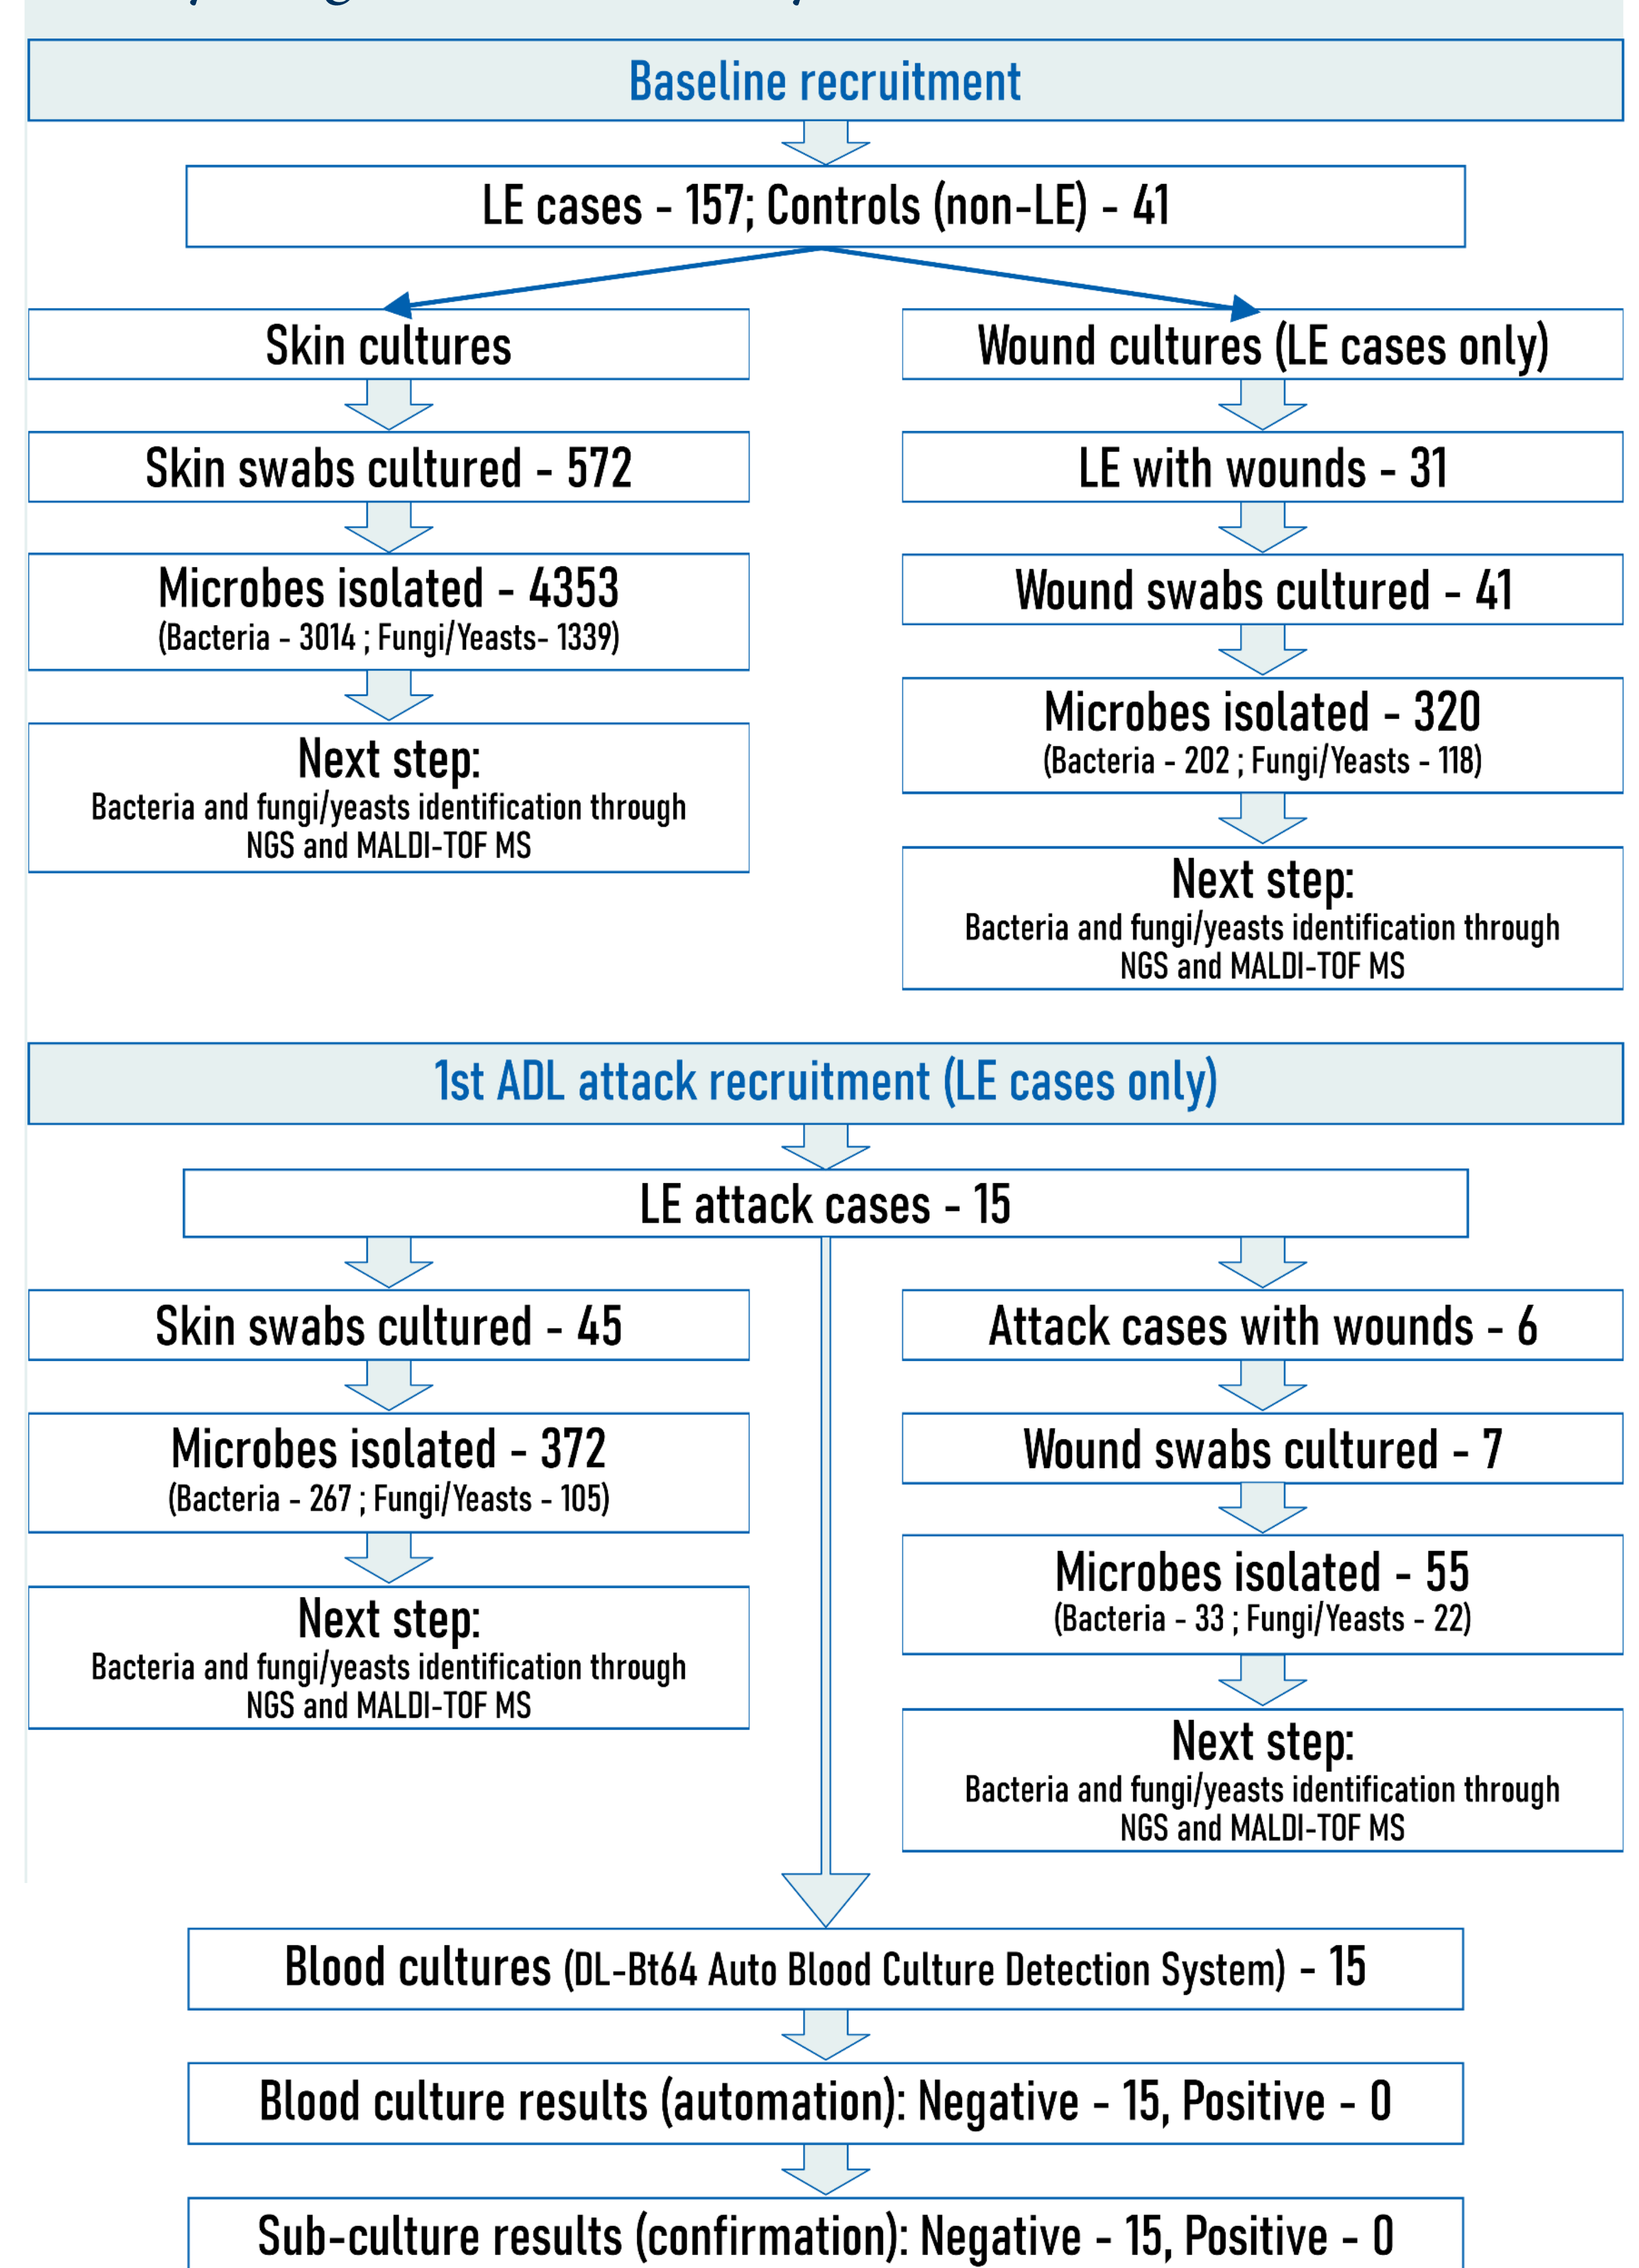 Baseline recruitment
LE cases - 157; Controls (non-LE) - 41
Skin cultures
Skin swabs cultured - 572
Microbes isolated - 4353
(Bacteria - 3014 ; Fungi/Yeasts- 1339)
Next step:
Bacteria and fungi/yeasts identification through
NGS and MALDI-TOF MS
Wound cultures (LE cases only)
LE with wounds - 31
Wound swabs cultured - 41
Microbes isolated - 320
(Bacteria - 202 ; Fungi/Yeasts - 118)
Next step:
Bacteria and fungi/yeasts identification through
NGS and MALDI-TOF MS
1st ADL attack recruitment (LE cases only)
LE attack cases - 15
Skin swabs cultured - 45
Microbes isolated - 372
(Bacteria - 267 ; Fungi/Yeasts - 105)
Next step:
Bacteria and fungi/yeasts identification through
NGS and MALDI-TOF MS
Attack cases with wounds - 6
Wound swabs cultured - 7
Microbes isolated - 55
(Bacteria - 33 ; Fungi/Yeasts - 22)
Next step:
Bacteria and fungi/yeasts identification through
NGS and MALDI-TOF MS
Blood cultures (DL-Bt64 Auto Blood Culture Detection System) - 15
Blood culture results (automation): Negative - 15, Positive - 0
Sub-culture results (confirmation): Negative - 15, Positive - 0